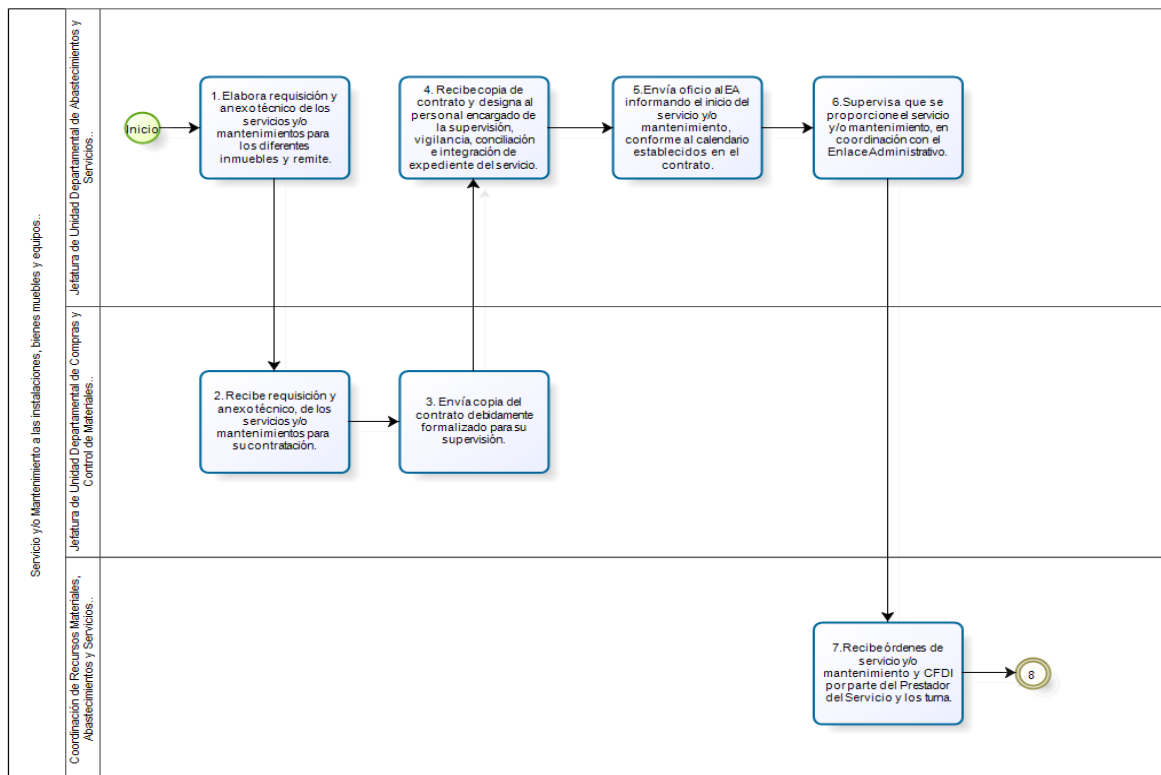 Servicio y/o Mantenimiento a las instalaciones, bienes muebles y equipos..
Jefatura de Unidad Departamental de Abastecimientos y
Servicios..
Inicio
1. Elabora requisición y
anexo técnico de los
servicios y/o
mantenimientos para
los diferentes
inmuebles y remite.
4. Recibe copia de
contrato y designa al
personal encargado de
la supervisión,
vigilancia, conciliación
e integración de
expediente del servicio.
5.Envía oficio al EA
informando el inicio del
servicio y/o
mantenimiento,
conforme al calendario
establecidos en el
contrato.
6.Supervisa que se
proporcione el servicio
y/o mantenimiento, en
coordinación con el
Enlace Administrativo.
Jefatura de Unidad Departamental de Compras y
Control de Materiales..
2. Recibe requisición y
anexo técnico, de los
servicios y/o
mantenimientos para
su contratación.
3. Envía copia del
contrato debidamente
formalizado para su
supervisión.
Coordinación de Recursos Materiales,
Abastecimientos y Servicios..
7.Recibe órdenes de
servicio y/o
mantenimiento y CFDI
por parte del Prestador
del Servicio y los turna.
8